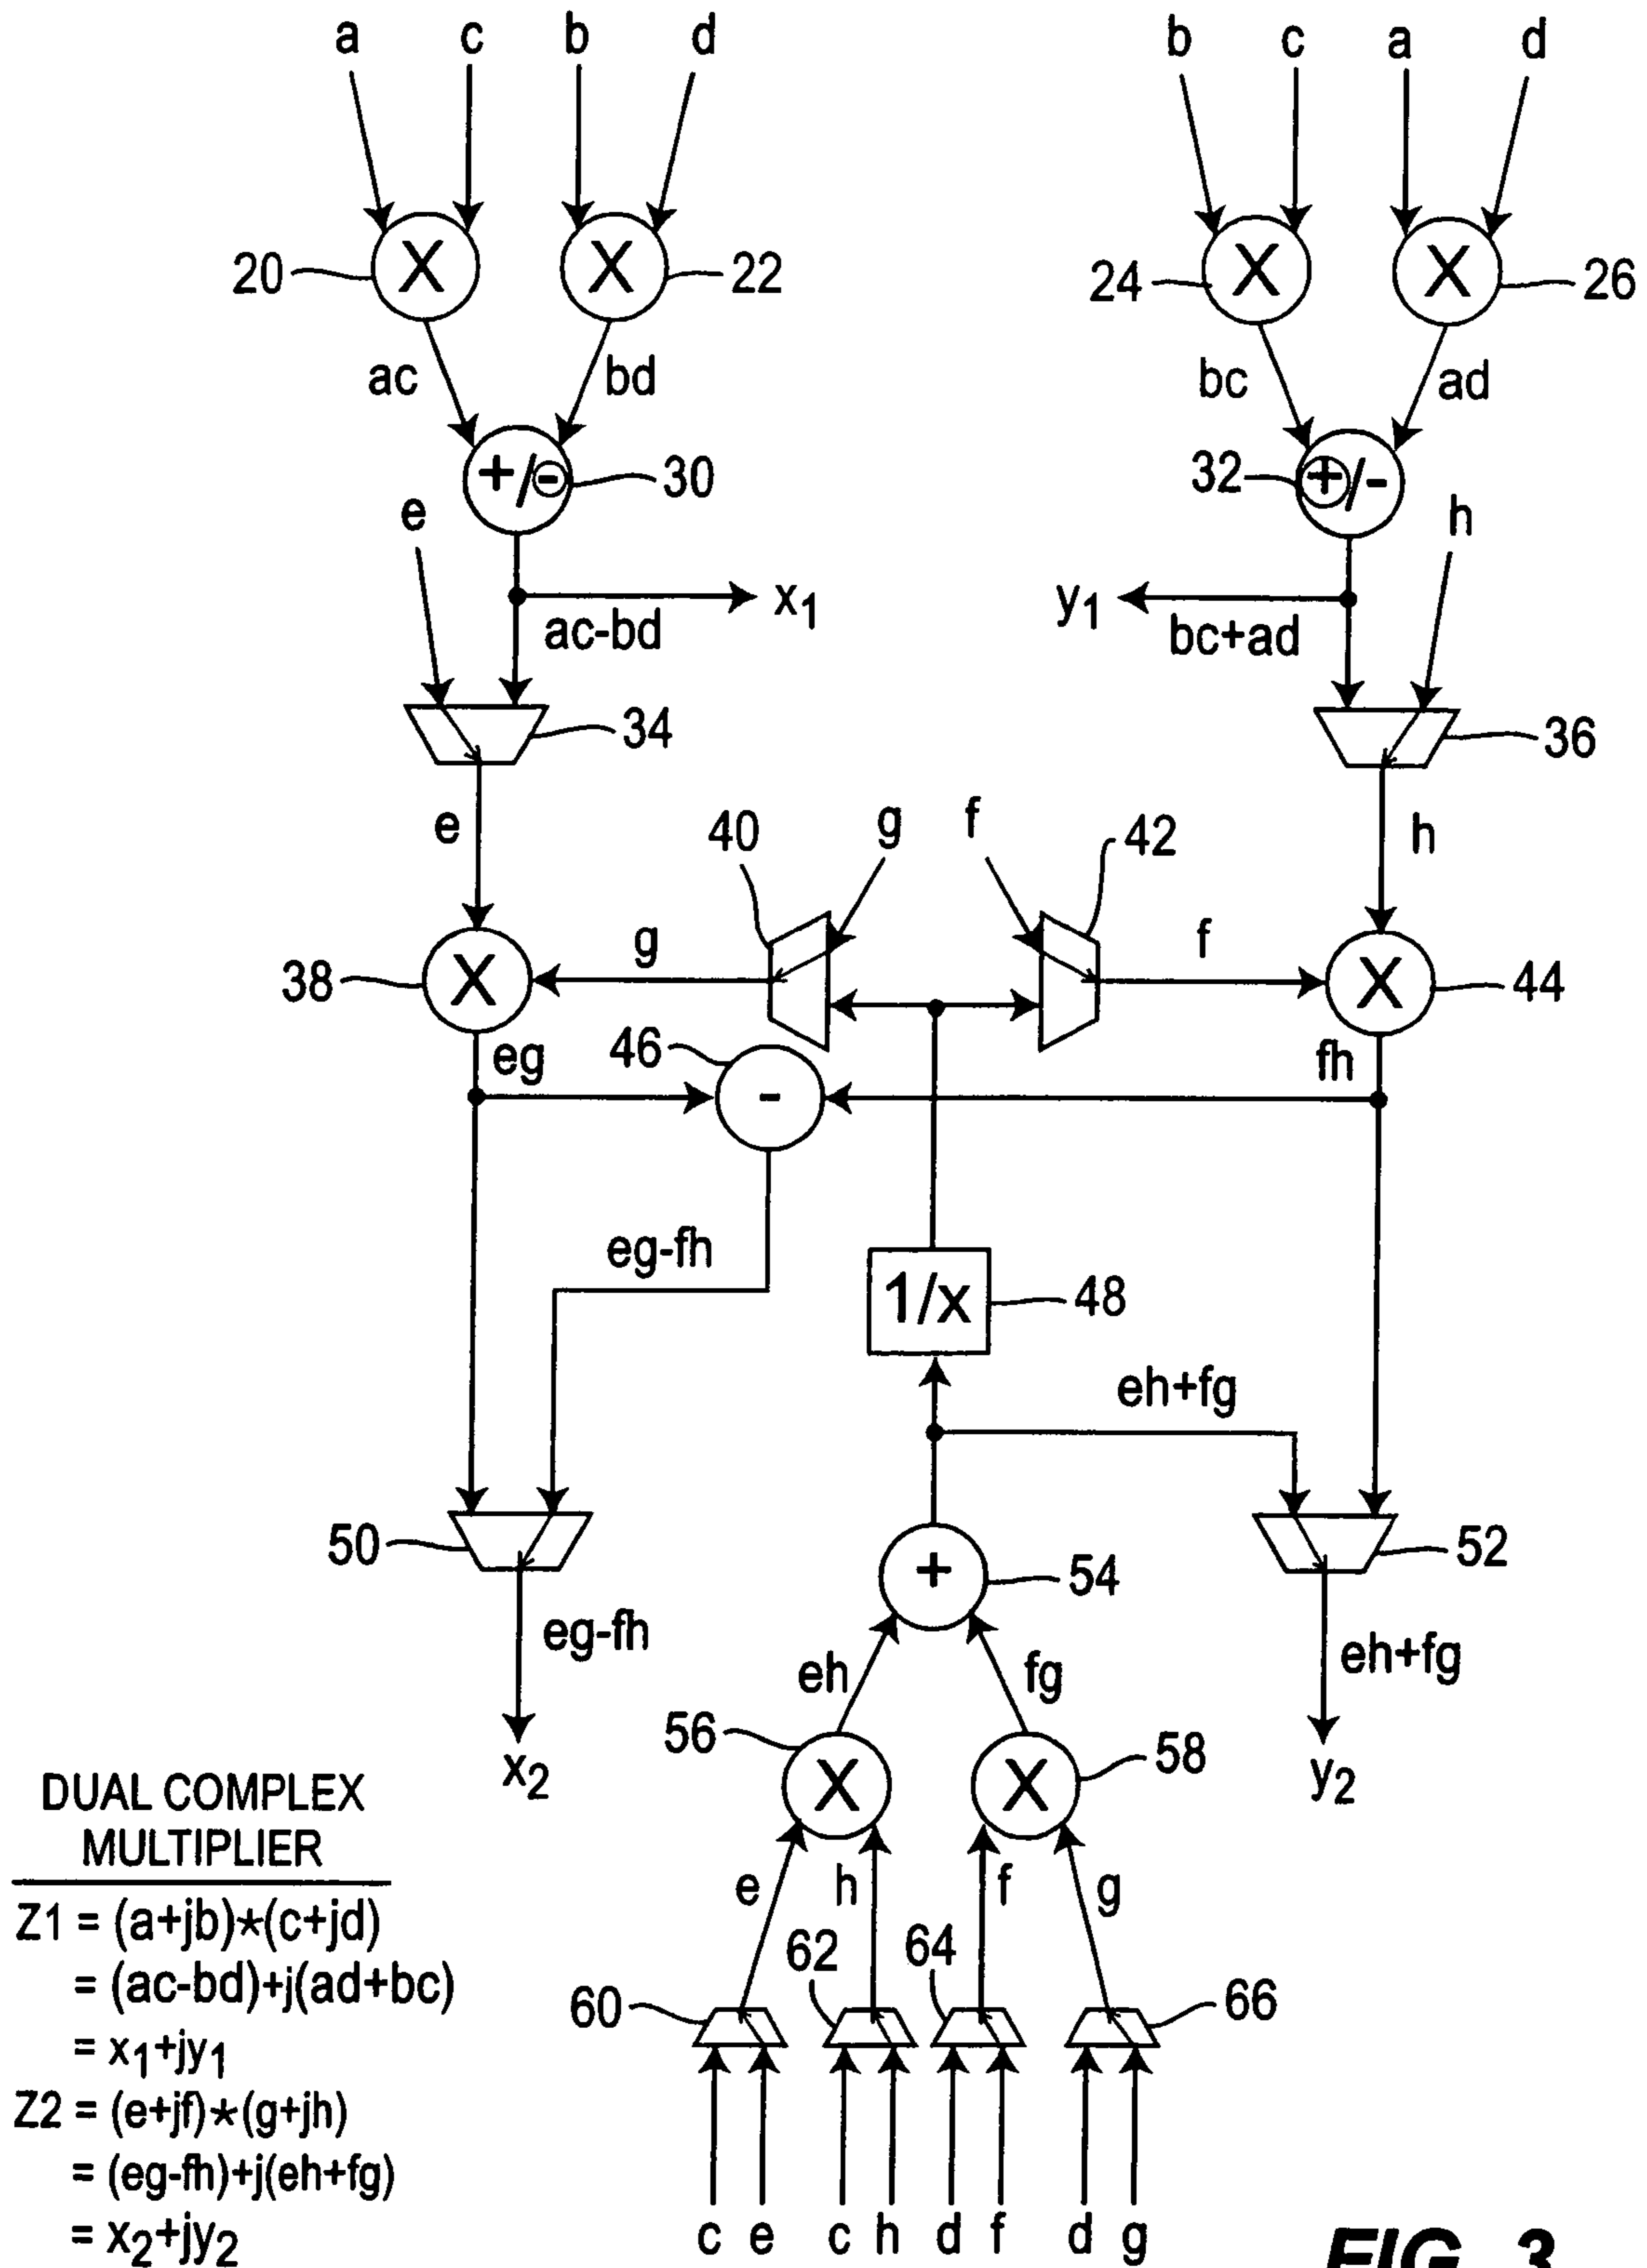 a c b d b c a d
20 X X 22 24 X X 26
ac bd bc ad
+/- 30 32 +/-
e h
x1 y1
ac-bd bc+ad
34 36
e 40 g f 42 h
38 X g f X 44
eg 46 - fh
eg-fh 1/x 48
eh+fg
50 + 54 52
eg-fh eh fg eh+fg
56 X X 58
x2 y2
e h f g
60 62 64 66
c e c h d f d g
DUAL COMPLEX
MULTIPLIER
Z1 = (a+jb)*(c+jd)
= (ac-bd)+j(ad+bc)
= x1+jy1
Z2 = (e+jf)*(g+jh)
= (eg-fh)+j(eh+fg)
= x2+jy2
FIG. 3